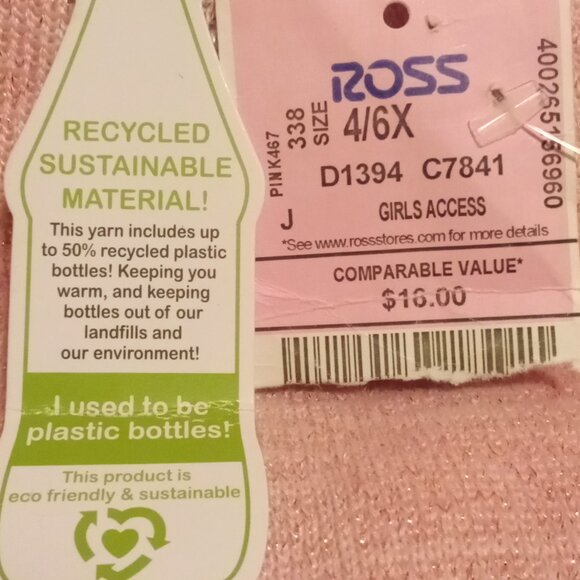 RECYCLED
SUSTAINABLE
MATERIAL!
This yarn includes up
to 50% recycled plastic
bottles! Keeping you
warm, and keeping
bottles out of our
landfills and
our environment!
I used to be
plastic bottles!
This product is
eco friendly & sustainable
ROSS
PINK467
338
SIZE
4/6X
D1394 C7841
J
GIRLS ACCESS
*See www.rossstores.com for more details
COMPARABLE VALUE*
$16.00
400265156960